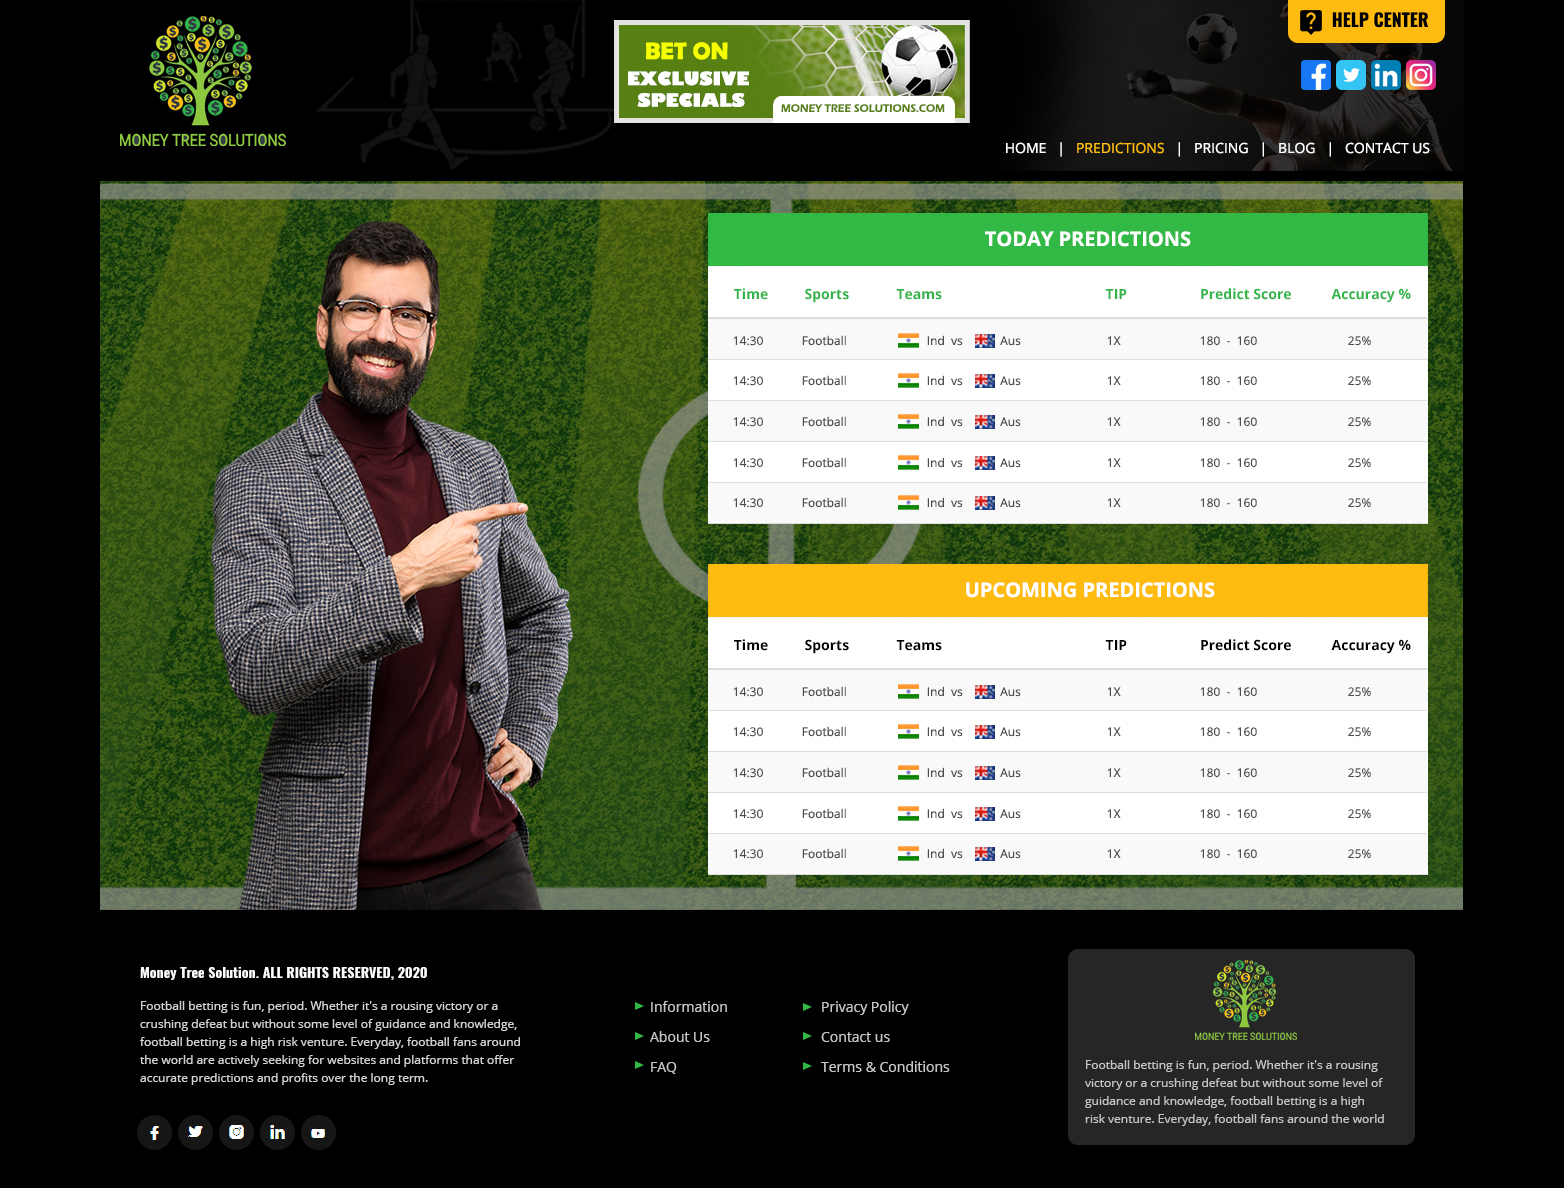 HELP CENTER
BET ON
EXCLUSIVE
SPECIALS
MONEY TREE SOLUTIONS.COM
MONEY TREE SOLUTIONS
HOME | PREDICTIONS | PRICING | BLOG | CONTACT US
TODAY PREDICTIONS
Time Sports Teams TIP Predict Score Accuracy %
14:30 Football Ind vs Aus 1X 180 - 160 25%
14:30 Football Ind vs Aus 1X 180 - 160 25%
14:30 Football Ind vs Aus 1X 180 - 160 25%
14:30 Football Ind vs Aus 1X 180 - 160 25%
14:30 Football Ind vs Aus 1X 180 - 160 25%
UPCOMING PREDICTIONS
Time Sports Teams TIP Predict Score Accuracy %
14:30 Football Ind vs Aus 1X 180 - 160 25%
14:30 Football Ind vs Aus 1X 180 - 160 25%
14:30 Football Ind vs Aus 1X 180 - 160 25%
14:30 Football Ind vs Aus 1X 180 - 160 25%
14:30 Football Ind vs Aus 1X 180 - 160 25%
Money Tree Solution. ALL RIGHTS RESERVED, 2020
Football betting is fun, period. Whether it's a rousing victory or a
crushing defeat but without some level of guidance and knowledge,
football betting is a high risk venture. Everyday, football fans around
the world are actively seeking for websites and platforms that offer
accurate predictions and profits over the long term.
Information
About Us
FAQ
Privacy Policy
Contact us
Terms & Conditions
MONEY TREE SOLUTIONS
Football betting is fun, period. Whether it's a rousing
victory or a crushing defeat but without some level of
guidance and knowledge, football betting is a high
risk venture. Everyday, football fans around the world